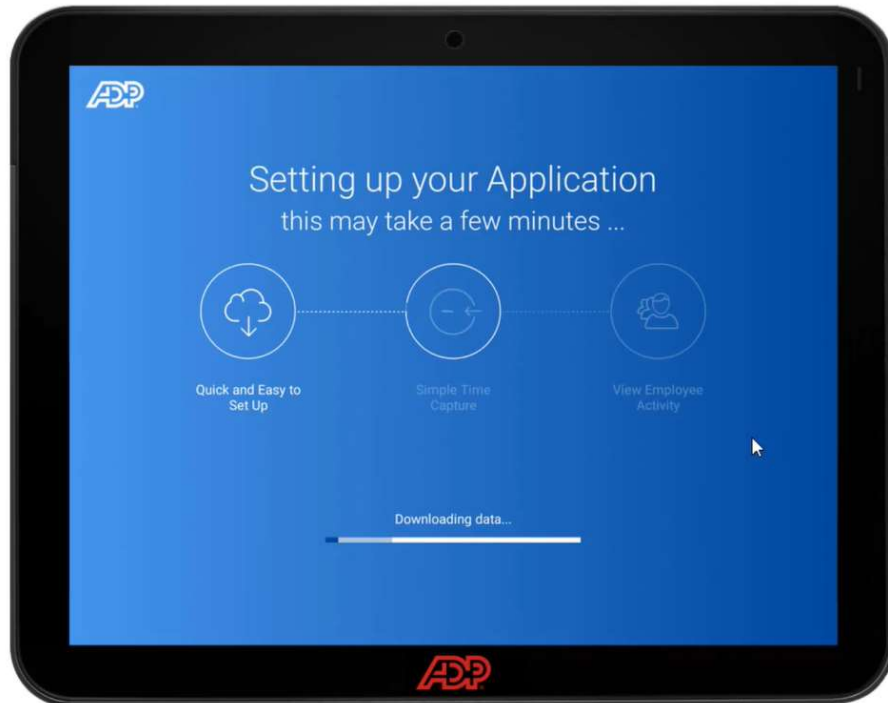 ADP
Setting up your Application
this may take a few minutes ...
Quick and Easy to
Set Up
Simple Time
Capture
View Employee
Activity
Downloading data...
ADP